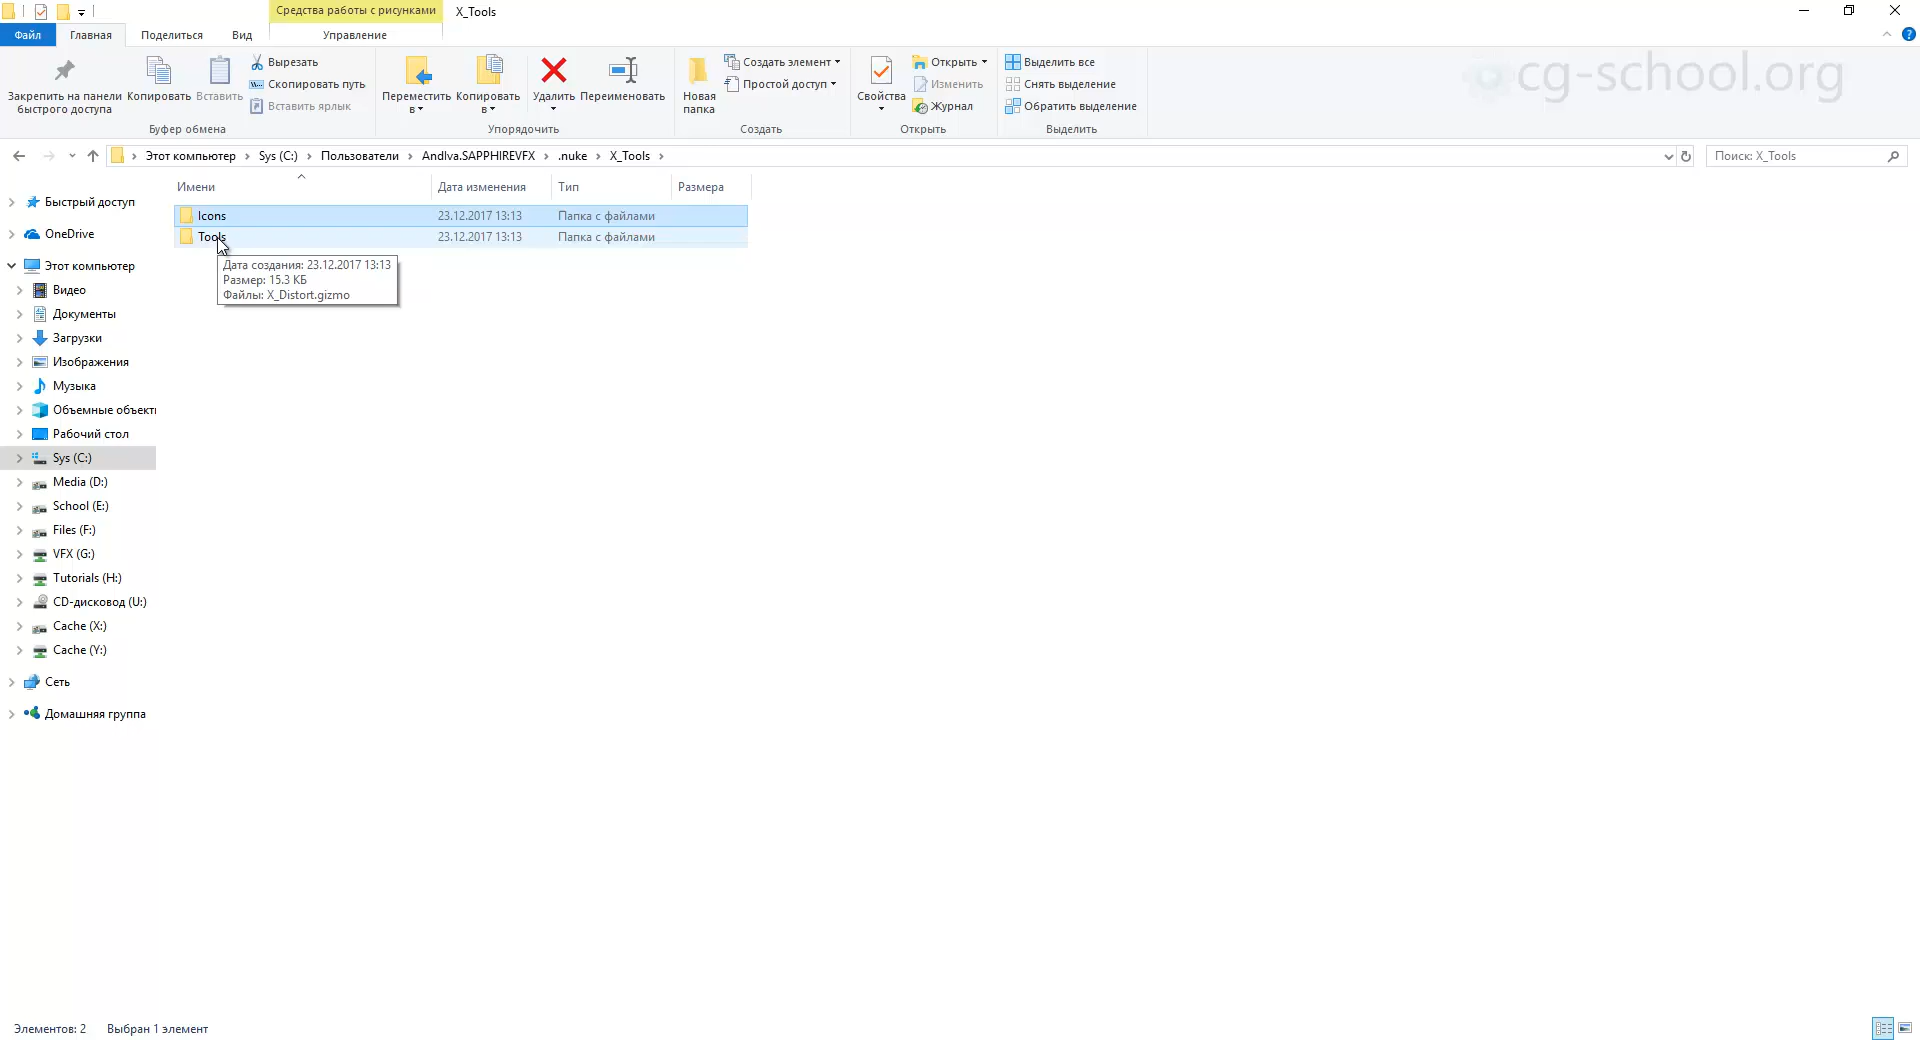 Средства работы с рисунками
X_Tools
Файл
Главная
Поделиться
Вид
Управление
Закрепить на панели
быстрого доступа
Копировать
Вставить
Вырезать
Скопировать путь
Вставить ярлык
Буфер обмена
Переместить
в
Копировать
в
Удалить
Переименовать
Упорядочить
Новая
папка
Создать элемент
Простой доступ
Создать
Свойства
Открыть
Изменить
Журнал
Открыть
Выделить все
Снять выделение
Обратить выделение
Выделить
cg-school.org
Этот компьютер
Sys (C:)
Пользователи
AndIva.SAPPHIREVFX
.nuke
X_Tools
Поиск: X_Tools
Имени
Дата изменения
Тип
Размера
Icons
23.12.2017 13:13
Папка с файлами
Tools
23.12.2017 13:13
Папка с файлами
Дата создания: 23.12.2017 13:13
Размер: 15.3 КБ
Файлы: X_Distort.gizmo
Быстрый доступ
OneDrive
Этот компьютер
Видео
Документы
Загрузки
Изображения
Музыка
Объемные объект
Рабочий стол
Sys (C:)
Media (D:)
School (E:)
Files (F:)
VFX (G:)
Tutorials (H:)
CD-дисковод (U:)
Cache (X:)
Cache (Y:)
Сеть
Домашняя группа
Элементов: 2
Выбран 1 элемент